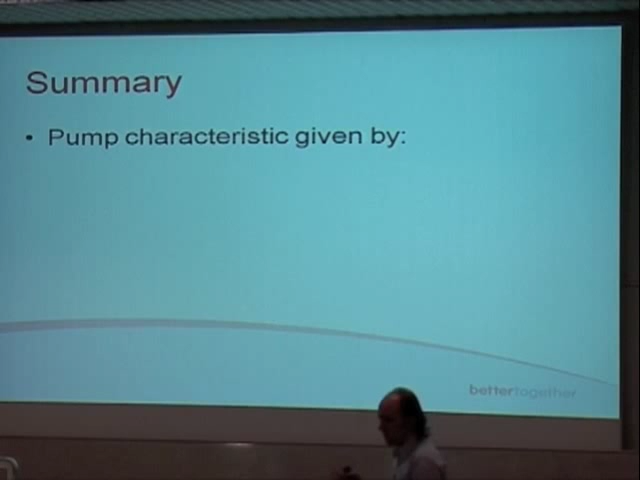 Summary
• Pump characteristic given by:
bettertogether